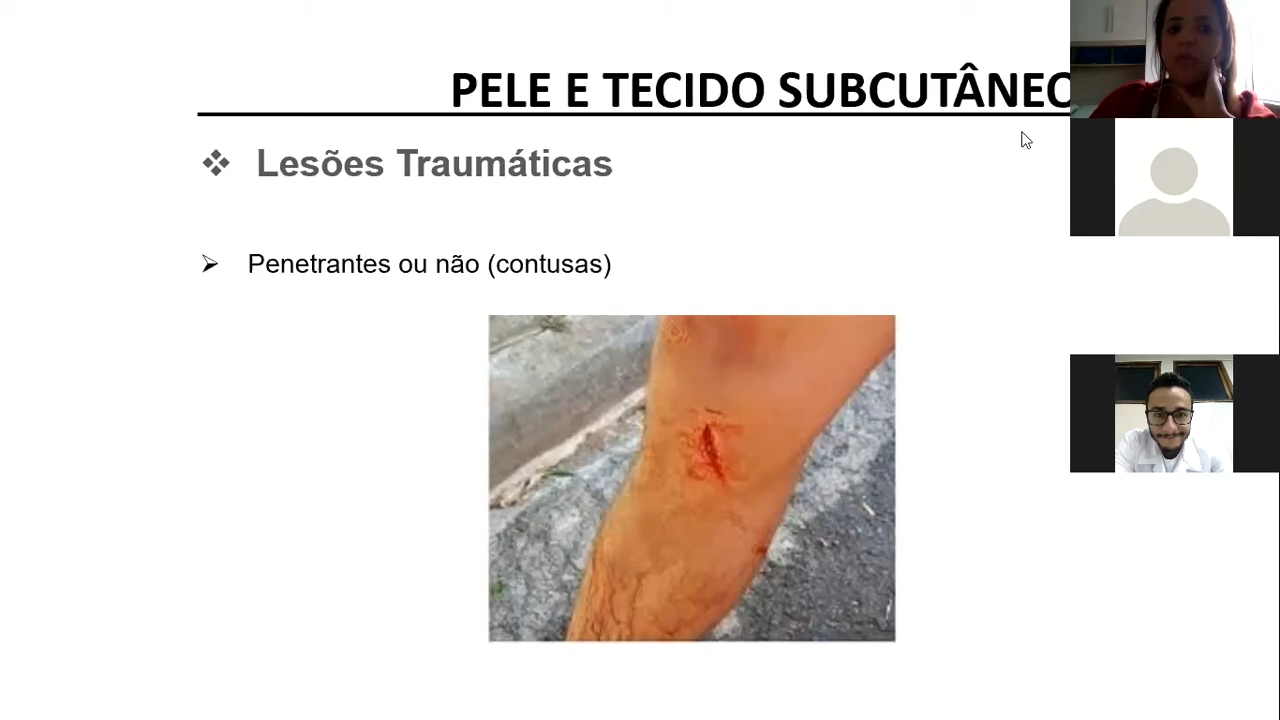 PELE E TECIDO SUBCUTÂNEO
Lesões Traumáticas
Penetrantes ou não (contusas)